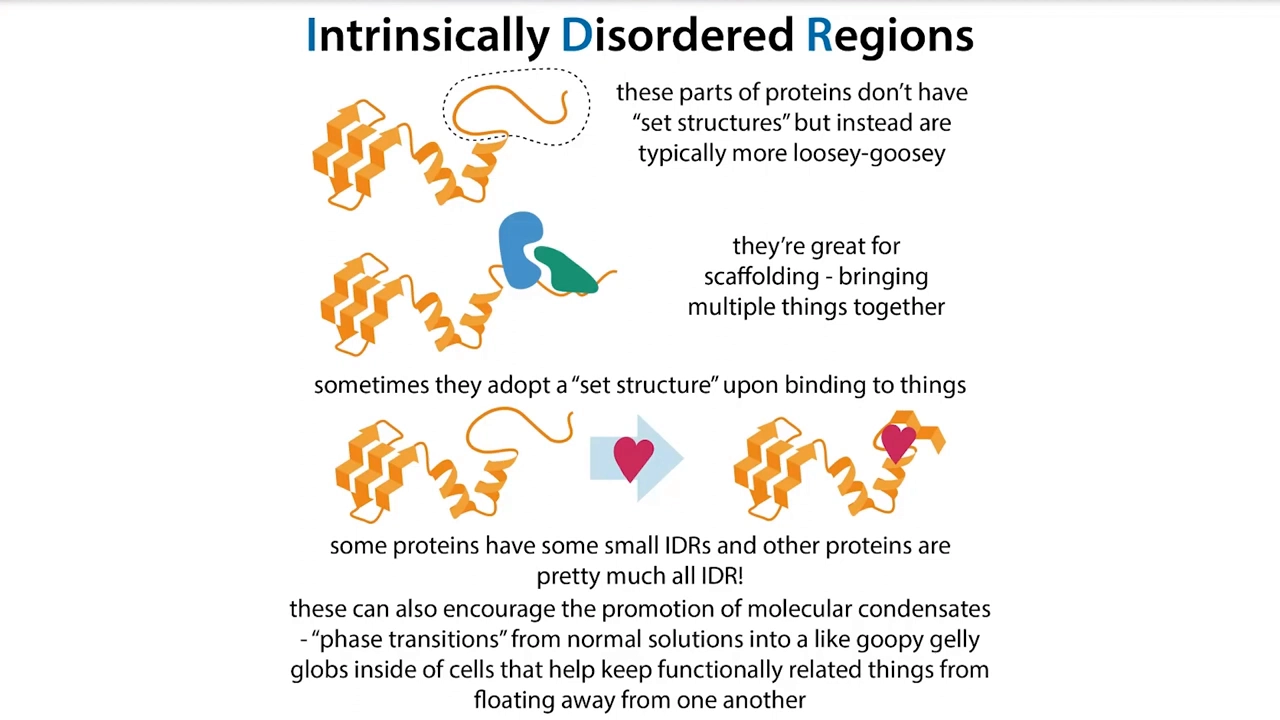 Intrinsically Disordered Regions
these parts of proteins don’t have
“set structures” but instead are
typically more loosey-goosey
they’re great for
scaffolding - bringing
multiple things together
sometimes they adopt a “set structure” upon binding to things
some proteins have some small IDRs and other proteins are
pretty much all IDR!
these can also encourage the promotion of molecular condensates
- “phase transitions” from normal solutions into a like goopy gelly
globs inside of cells that help keep functionally related things from
floating away from one another